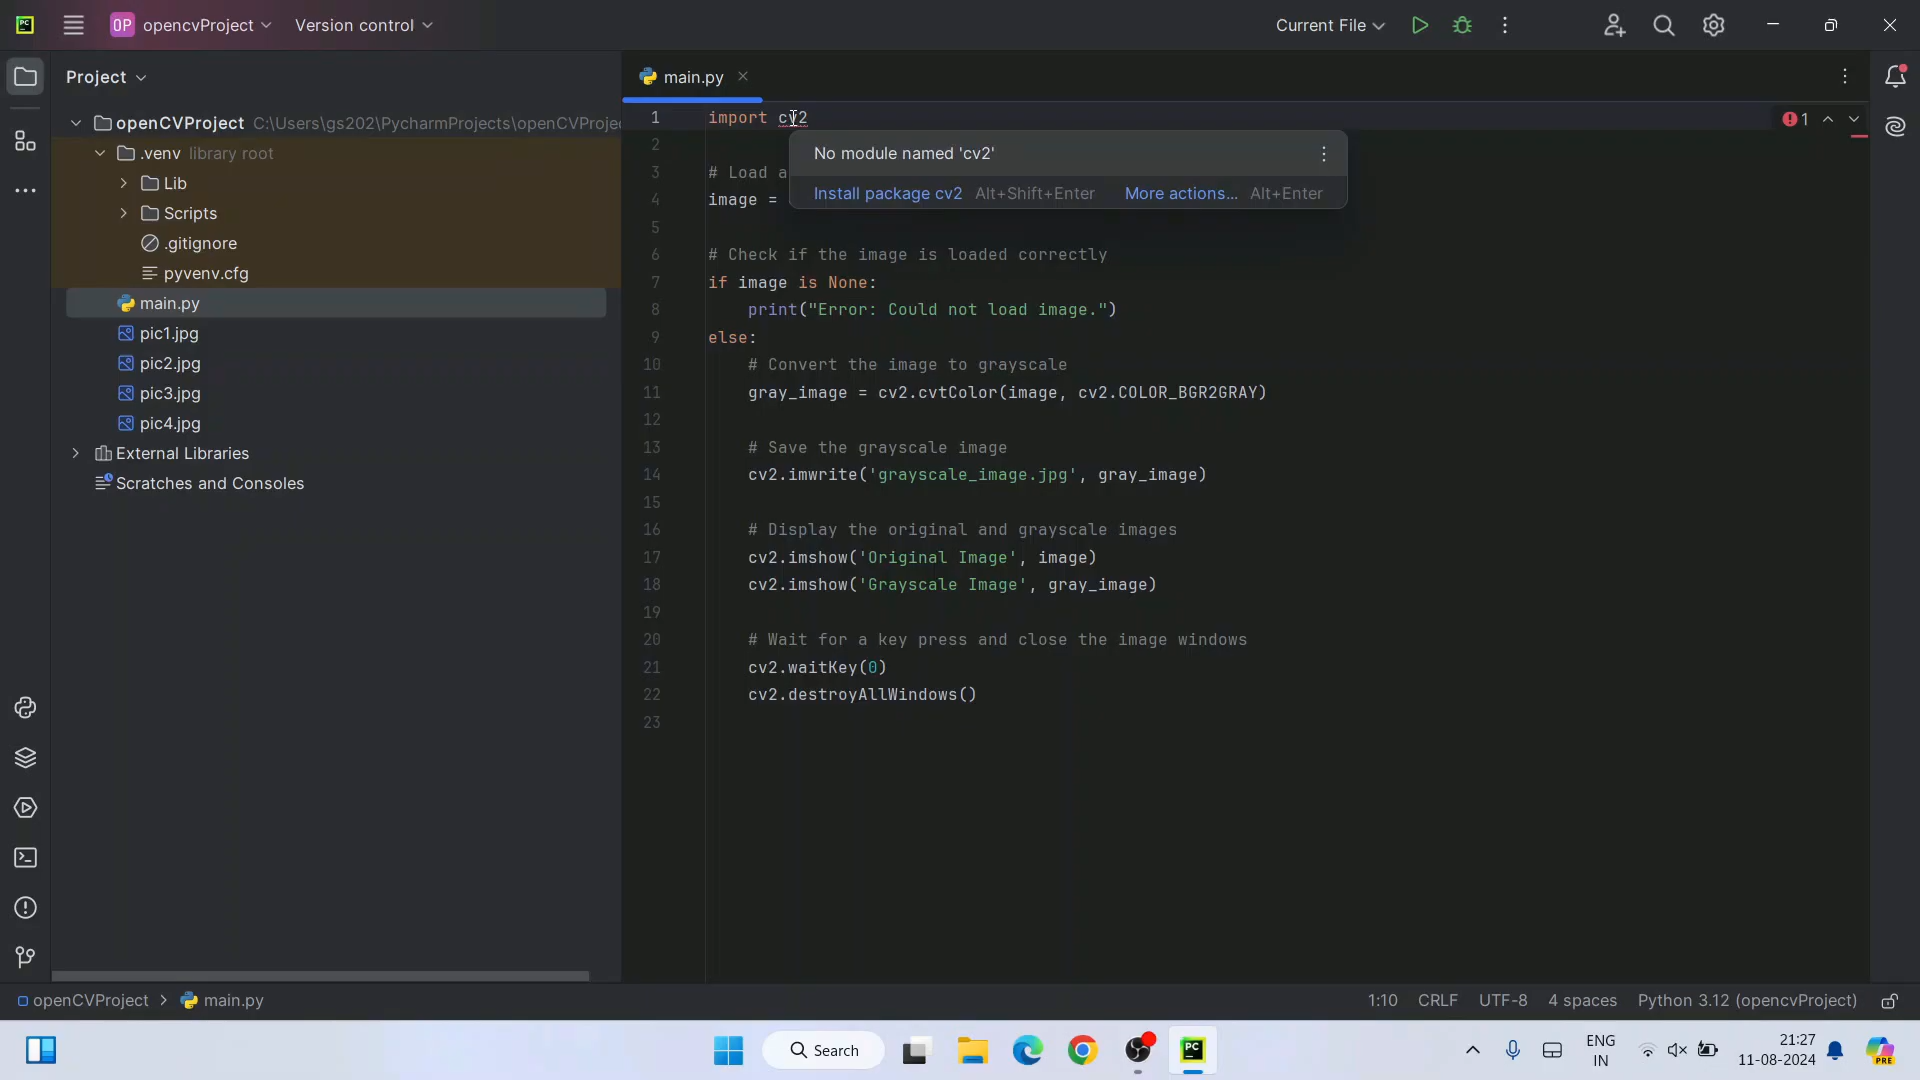 OP opencvProject Version control Current File
Project
main.py
openCVProject C:\Users\gs202\PycharmProjects\openCVProje
.venv library root
Lib
Scripts
.gitignore
pyvenv.cfg
main.py
pic1.jpg
pic2.jpg
pic3.jpg
pic4.jpg
External Libraries
Scratches and Consoles
1 import cv2
1
2
No module named 'cv2'
3 # Load a
Install package cv2 Alt+Shift+Enter More actions... Alt+Enter
4 image =
5
6 # Check if the image is loaded correctly
7 if image is None:
8 print("Error: Could not load image.")
9 else:
10 # Convert the image to grayscale
11 gray_image = cv2.cvtColor(image, cv2.COLOR_BGR2GRAY)
12
13 # Save the grayscale image
14 cv2.imwrite('grayscale_image.jpg', gray_image)
15
16 # Display the original and grayscale images
17 cv2.imshow('Original Image', image)
18 cv2.imshow('Grayscale Image', gray_image)
19
20 # Wait for a key press and close the image windows
21 cv2.waitKey(0)
22 cv2.destroyAllWindows()
23
openCVProject > main.py
1:10 CRLF UTF-8 4 spaces Python 3.12 (opencvProject)
Search
PC
ENG
IN
21:27
11-08-2024
PRE